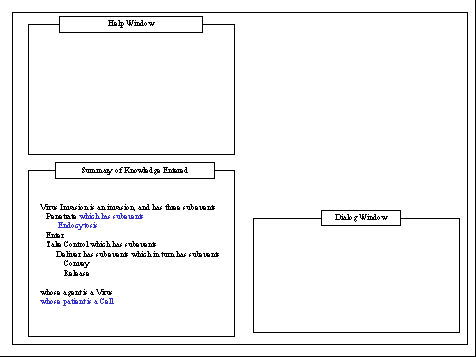 Help Window
Summary of Knowledge Entered
Virus Invasion is an invasion, and has three subevents
Penetrate which has subevent
Endocytosis
Enter
Take Control which has subevents
Deliver has subevents which in turn has subevents
Convey
Release
whose agent is a Virus
whose patient is a Cell
Dialog Window